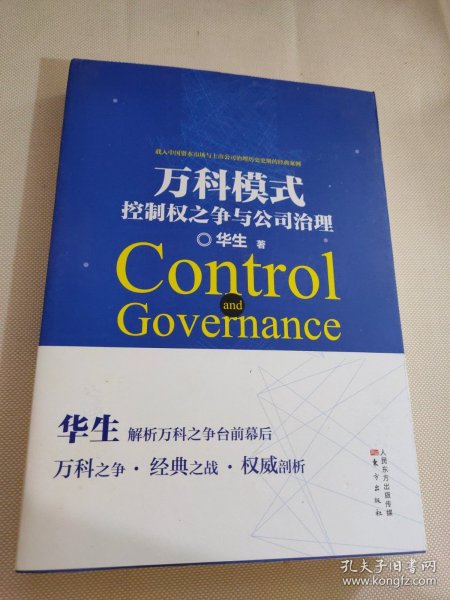 载入中国资本市场与上市公司治理历史史册的经典案例
万科模式
控制权之争与公司治理
华生 著
Control
and
Governance
华生 解析万科之争台前幕后
万科之争·经典之战·权威剖析
人民东方出版传媒
东方出版社
孔夫子旧书网
www.kongfz.com